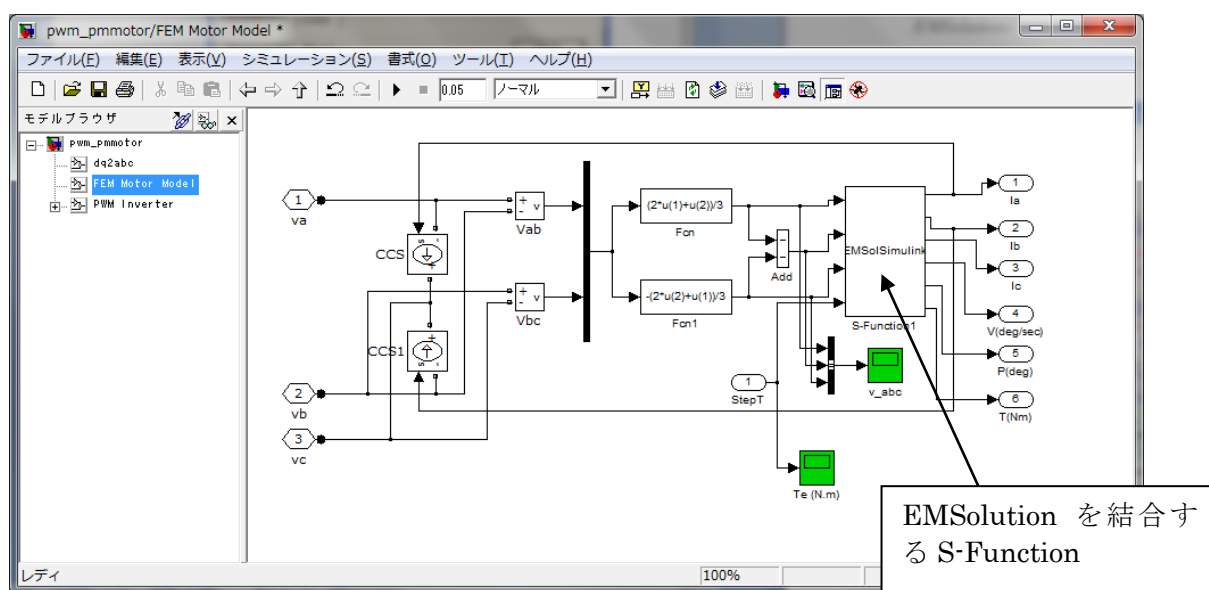 pwm_pmmotor/FEM Motor Model *
EMSolution
ファイル(F) 編集(E) 表示(V) シミュレーション(S) 書式(O) ツール(T) ヘルプ(H)
0.05 ノーマル
モデルブラウザ
pwm_pmmotor
dq2abc
FEM Motor Model
PWM Inverter
1
va
CCS
s
-
+
+
-
v
Vab
(2*u(1)+u(2))/3
Fcn
Add
-
-
EMSolSimulink
S-Function1
1
Ia
2
Ib
3
Ic
4
V(deg/sec)
5
P(deg)
6
T(Nm)
+
-
v
Vbc
-(2*u(2)+u(1))/3
Fcn1
CCS1
+
s
-
2
vb
3
vc
1
StepT
v_abc
Te (N.m)
EMSolution を結合す
る S-Function
レディ
100%